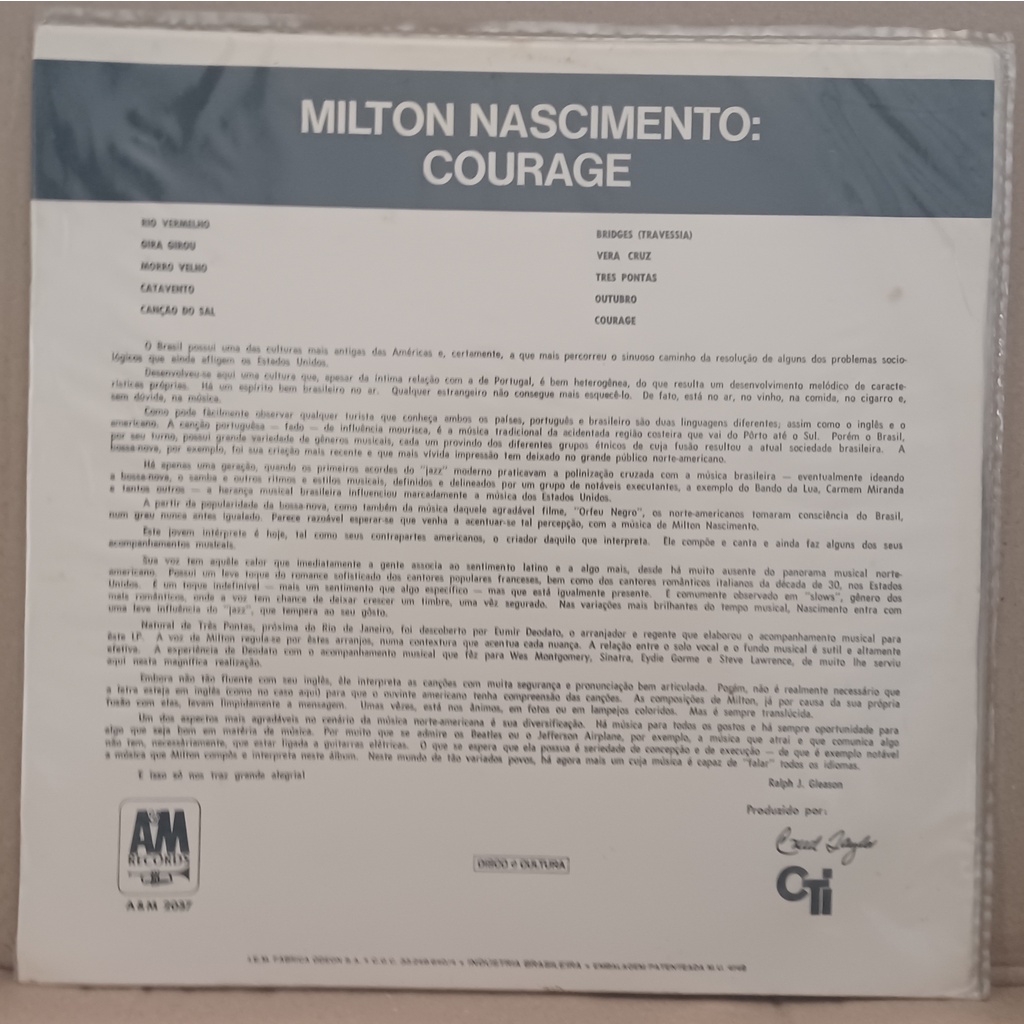 MILTON NASCIMENTO:
COURAGE
RIO VERMELHO
GIRA GIROU
MORRO VELHO
CATAVENTO
CANÇÃO DO SAL
BRIDGES (TRAVESSIA)
VERA CRUZ
TRES PONTAS
OUTUBRO
COURAGE
O Brasil possui uma das culturas mais antigas das Américas e, certamente, a que mais percorreu o sinuoso caminho da resolução de alguns dos problemas socio-
lógicos que ainda afligem os Estados Unidos.
Desenvolveu-se aqui uma cultura que, apesar da íntima relação com a de Portugal, é bem heterogênea, do que resulta um desenvolvimento melódico de caracte-
rísticas próprias. Há um espírito bem brasileiro no ar. Qualquer estrangeiro não consegue mais esquecê-lo. De fato, está no ar, no vinho, na comida, no cigarro e,
sem dúvida, na música.
Como pode fàcilmente observar qualquer turista que conheça ambos os países, português e brasileiro são duas linguagens diferentes; assim como o inglês e o
americano. A canção portuguêsa — fado — de influência mourisca, é a música tradicional da acidentada região costeira que vai do Pôrto até o Sul. Porém o Brasil,
por seu turno, possui grande variedade de gêneros musicais, cada um provindo dos diferentes grupos étnicos de cuja fusão resultou a atual sociedade brasileira. A
bossa-nova, por exemplo, foi sua criação mais recente e que mais vívida impressão tem deixado no grande público norte-americano.
Há apenas uma geração, quando os primeiros acordes do "jazz" moderno praticavam a polinização cruzada com a música brasileira — eventualmente ideando
a bossa-nova, o samba e outros ritmos e estilos musicais, definidos e delineados por um grupo de notáveis executantes, a exemplo do Bando da Lua, Carmem Miranda
e tantos outros — a herança musical brasileira influenciou marcadamente a música dos Estados Unidos.
A partir da popularidade da bossa-nova, como também da música daquele agradável filme, "Orfeu Negro", os norte-americanos tomaram consciência do Brasil,
num grau nunca antes igualado. Parece razoável esperar-se que venha a acentuar-se tal percepção, com a música de Milton Nascimento.
Este jovem intérprete é hoje, tal como seus contrapartes americanos, o criador daquilo que interpreta. Ele compõe e canta e ainda faz alguns dos seus
acompanhamentos musicais.
Sua voz tem aquêle calor que imediatamente a gente associa ao sentimento latino e a algo mais, desde há muito ausente do panorama musical norte-
americano. Possui um leve toque do romance sofisticado dos cantores populares franceses, bem como dos cantores românticos italianos da década de 30, nos Estados
Unidos. É um toque indefinível — mais um sentimento que algo específico — mas que está igualmente presente. É comumente observado em "slows", gênero dos
mais românticos, onde a voz tem chance de deixar crescer um timbre, uma vêz segurado. Nas variações mais brilhantes do tempo musical, Nascimento entra com
uma leve influência do "jazz", que tempera ao seu gôsto.
Natural de Três Pontas, próxima do Rio de Janeiro, foi descoberto por Eumir Deodato, o arranjador e regente que elaborou o acompanhamento musical para
êste LP. A voz de Milton regula-se por êstes arranjos, numa contextura que acentua cada nuança. A relação entre o solo vocal e o fundo musical é sutil e altamente
efetiva. A experiência de Deodato com o acompanhamento musical que fêz para Wes Montgomery, Sinatra, Eydie Gorme e Steve Lawrence, de muito lhe serviu
aqui nesta magnífica realização.
Embora não tão fluente com seu inglês, êle interpreta as canções com muita segurança e pronunciação bem articulada. Porém, não é realmente necessário que
a letra esteja em inglês (como no caso aqui) para que o ouvinte americano tenha compreensão das canções. As composições de Milton, já por causa da sua própria
fusão com elas, levam lìmpidamente a mensagem. Umas vêzes, está nos ânimos, em fotos ou em lampejos coloridos. Mas é sempre translúcida.
Um dos aspectos mais agradáveis no cenário da música norte-americana é sua diversificação. Há música para todos os gostos e há sempre oportunidade para
algo que seja bom em matéria de música. Por muito que se admire os Beatles ou o Jefferson Airplane, por exemplo, a música que atrai e que comunica algo
não tem, necessàriamente, que estar ligada a guitarras elétricas. O que se espera que ela possua é seriedade de concepção e de execução — de que é exemplo notável
a música que Milton compôs e interpreta neste álbum. Neste mundo de tão variados povos, há agora mais um cuja música é capaz de "falar" todos os idiomas.
E isso só nos traz grande alegria!
Ralph J. Gleason
Produzido por:
Creed Taylor
CTi
A&M
RECORDS
A&M 2037
DISCO É CULTURA
INDÚSTRIA BRASILEIRA